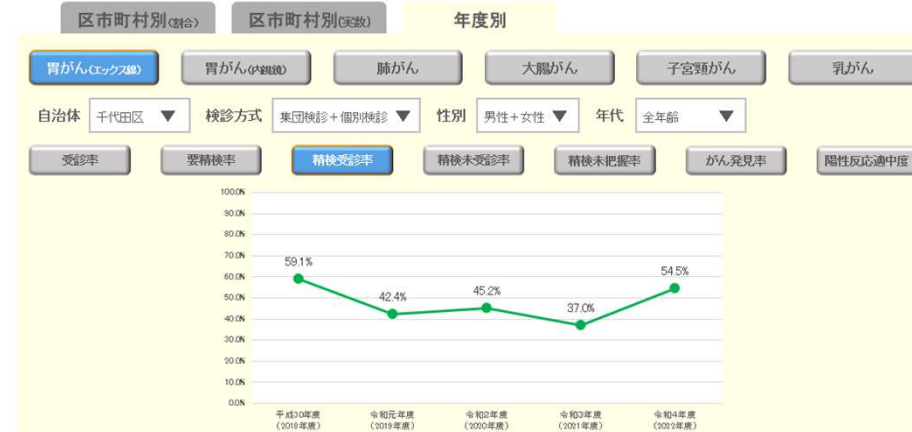 区市町村別(割合) 区市町村別(実数) 年度別
胃がん(エックス線) 胃がん(内視鏡) 肺がん 大腸がん 子宮頸がん 乳がん
自治体 千代田区 ▼ 検診方式 集団検診+個別検診 ▼ 性別 男性+女性 ▼ 年代 全年齢 ▼
受診率 要精検率 精検受診率 精検未受診率 精検未把握率 がん発見率 陽性反応適中度
100.0%
90.0%
80.0%
70.0%
60.0%
50.0%
40.0%
30.0%
20.0%
10.0%
0.0%
59.1%
42.4%
45.2%
37.0%
54.5%
平成30年度 令和元年度 令和2年度 令和3年度 令和4年度
(2018年度) (2019年度) (2020年度) (2021年度) (2022年度)